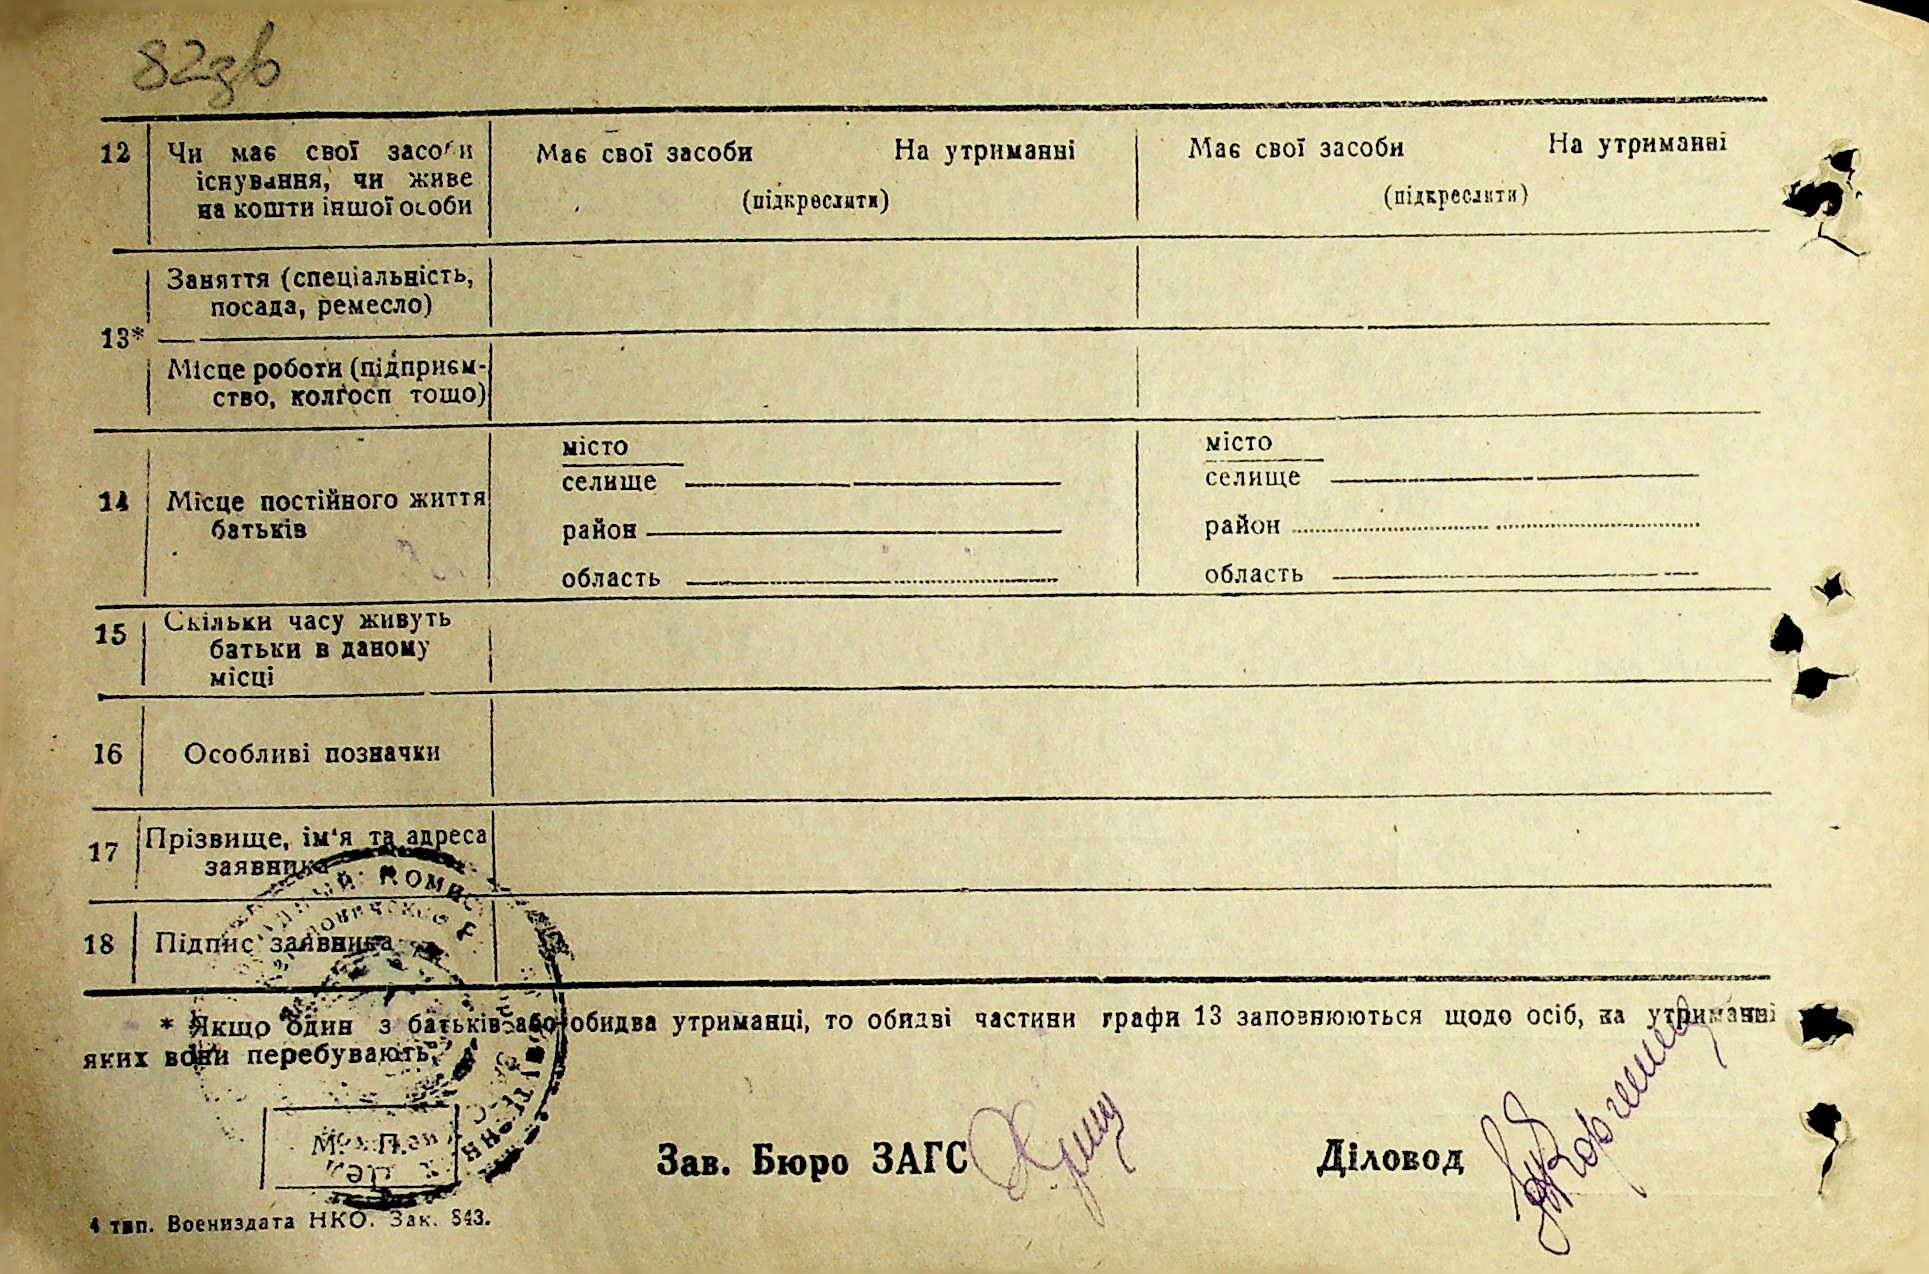 82зв
12 Чи має свої засоби Має свої засоби На утриманні Має свої засоби На утриманні
існування, чи живе (підкреслити) (підкреслити)
на кошти іншої особи
Заняття (спеціальність,
посада, ремесло)
13*
Місце роботи (підприєм-
ство, колгосп тощо)
місто місто
селище селище
14 Місце постійного життя район район
батьків
область область
15 Скільки часу живуть
батьки в даному
місці
16 Особливі позначки
17 Прізвище, ім'я та адреса
заявника
18 Підпис заявника
* Якщо один з батьків або обидва утриманці, то обидві частини графи 13 заповнюються щодо осіб, на утриманні
яких вони перебувають.
М. П.
Зав. Бюро ЗАГС Діловод
4 тип. Воениздата НКО. Зак. 843.